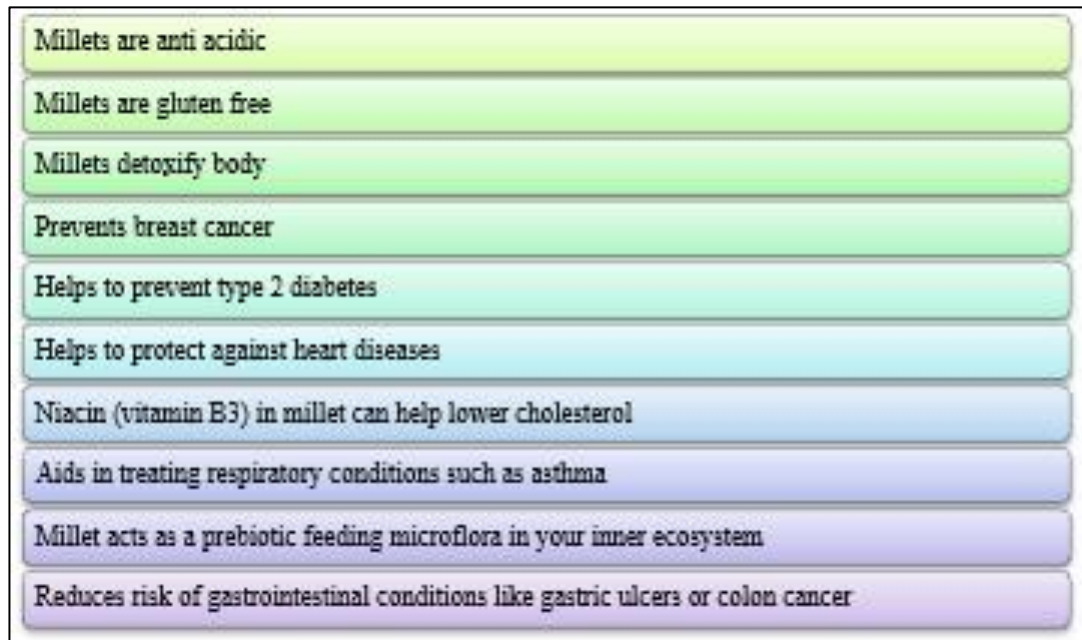 Millets are anti acidic
Millets are gluten free
Millets detoxify body
Prevents breast cancer
Helps to prevent type 2 diabetes
Helps to protect against heart diseases
Niacin (vitamin B3) in millet can help lower cholesterol
Aids in treating respiratory conditions such as asthma
Millet acts as a prebiotic feeding microflora in your inner ecosystem
Reduces risk of gastrointestinal conditions like gastric ulcers or colon cancer